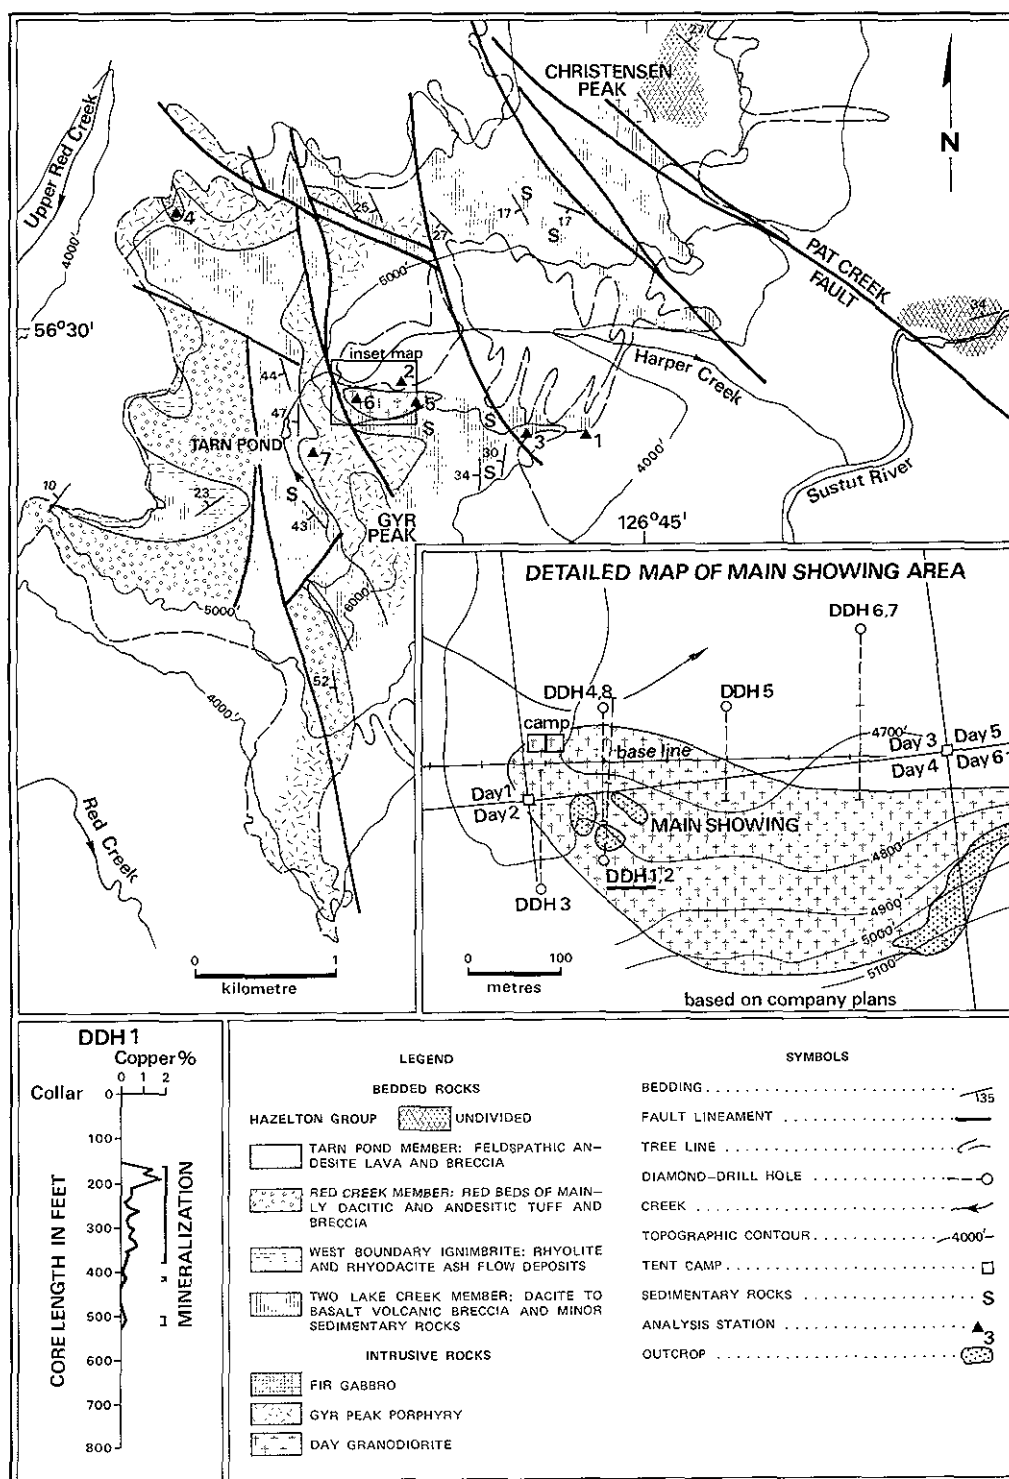 CHRISTENSEN
PEAK
27
N
Upper Red Creek
4000'
4
25
27
S
17
17
S
5000'
PAT CREEK
FAULT
34
56°30'
inset map
2
44
6
5
Harper Creek
47
S
S
3
1
TARN POND
7
30
4000'
34
S
Sustut River
10
23
S
43
GYR
PEAK
126°45'
5000'
6000'
52
4000'
Red Creek
0 1
kilometre
DETAILED MAP OF MAIN SHOWING AREA
DDH 6,7
DDH 4,8
DDH 5
camp
base line
4700'
Day 3 Day 5
Day 4 Day 6
Day 1
Day 2
MAIN SHOWING
4800'
DDH 1,2
DDH 3
4900'
5000'
5100'
0 100
metres
based on company plans
DDH 1
Copper %
0 1 2
Collar 0
100
200
300
400
500
600
700
800
CORE LENGTH IN FEET
MINERALIZATION
LEGEND
BEDDED ROCKS
HAZELTON GROUP UNDIVIDED
TARN POND MEMBER: FELDSPATHIC AN-
DESITE LAVA AND BRECCIA
RED CREEK MEMBER: RED BEDS OF MAIN-
LY DACITIC AND ANDESITIC TUFF AND
BRECCIA
WEST BOUNDARY IGNIMBRITE: RHYOLITE
AND RHYODACITE ASH FLOW DEPOSITS
TWO LAKE CREEK MEMBER: DACITE TO
BASALT VOLCANIC BRECCIA AND MINOR
SEDIMENTARY ROCKS
INTRUSIVE ROCKS
FIR GABBRO
GYR PEAK PORPHYRY
DAY GRANODIORITE
SYMBOLS
BEDDING 135
FAULT LINEAMENT
TREE LINE
DIAMOND-DRILL HOLE
CREEK
TOPOGRAPHIC CONTOUR 4000'
TENT CAMP
SEDIMENTARY ROCKS S
ANALYSIS STATION 3
OUTCROP